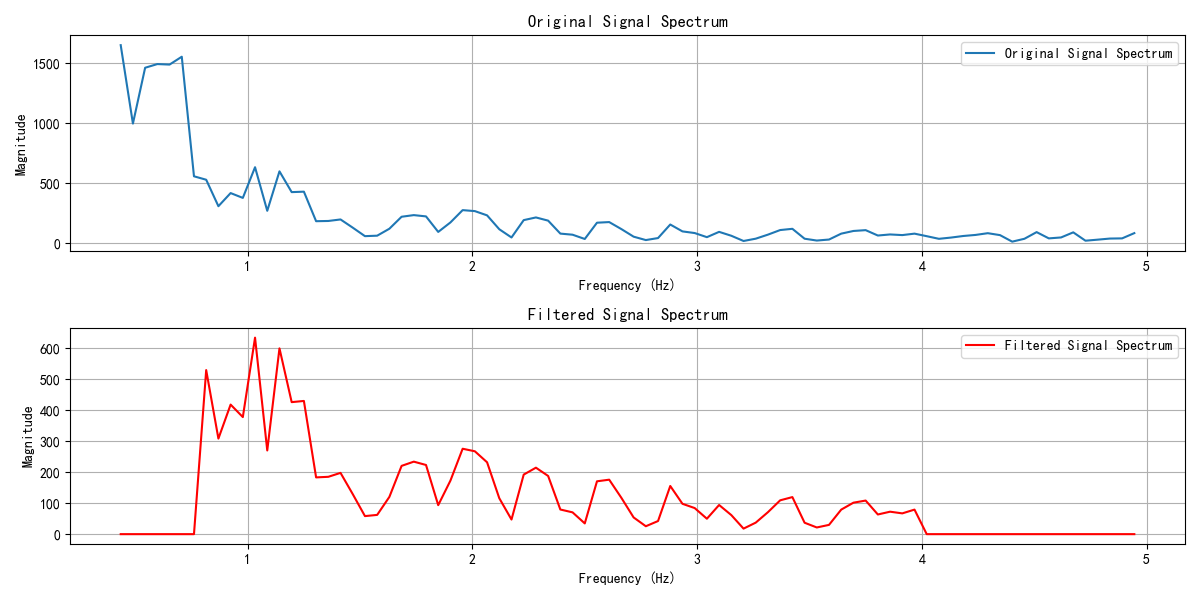 Original Signal Spectrum
Original Signal Spectrum
Magnitude
1500
1000
500
0
1 2 3 4 5
Frequency (Hz)
Filtered Signal Spectrum
Filtered Signal Spectrum
Magnitude
600
500
400
300
200
100
0
1 2 3 4 5
Frequency (Hz)